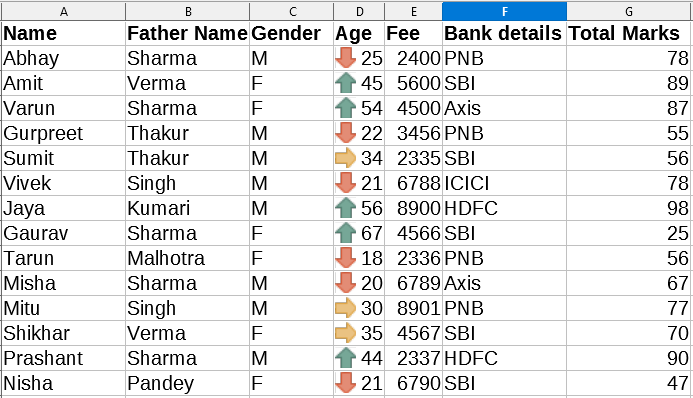 A B C D E F G
Name Father Name Gender Age Fee Bank details Total Marks
Abhay Sharma M 25 2400 PNB 78
Amit Verma F 45 5600 SBI 89
Varun Sharma F 54 4500 Axis 87
Gurpreet Thakur M 22 3456 PNB 55
Sumit Thakur M 34 2335 SBI 56
Vivek Singh M 21 6788 ICICI 78
Jaya Kumari M 56 8900 HDFC 98
Gaurav Sharma F 67 4566 SBI 25
Tarun Malhotra F 18 2336 PNB 56
Misha Sharma M 20 6789 Axis 67
Mitu Singh M 30 8901 PNB 77
Shikhar Verma F 35 4567 SBI 70
Prashant Sharma M 44 2337 HDFC 90
Nisha Pandey F 21 6790 SBI 47